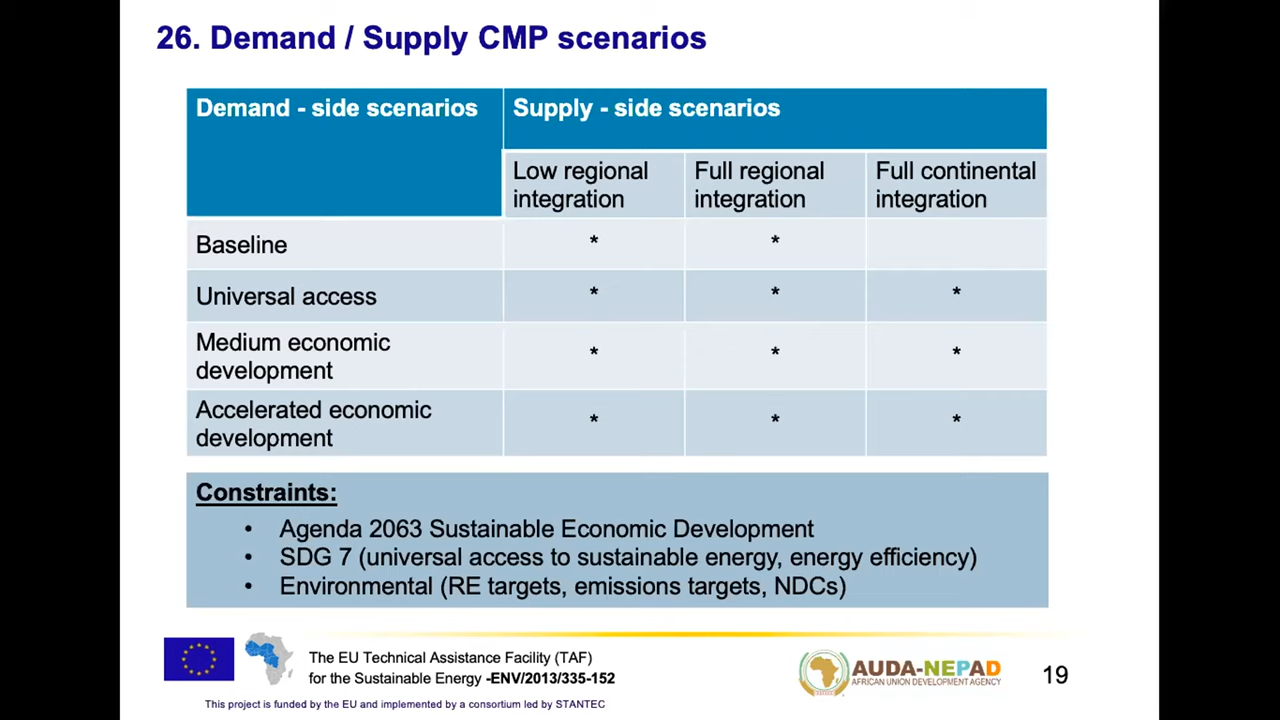 26. Demand / Supply CMP scenarios
Demand - side scenarios
Supply - side scenarios
Low regional integration
Full regional integration
Full continental integration
Baseline * *
Universal access * * *
Medium economic development * * *
Accelerated economic development * * *
Constraints:
• Agenda 2063 Sustainable Economic Development
• SDG 7 (universal access to sustainable energy, energy efficiency)
• Environmental (RE targets, emissions targets, NDCs)
The EU Technical Assistance Facility (TAF)
for the Sustainable Energy -ENV/2013/335-152
This project is funded by the EU and implemented by a consortium led by STANTEC
AUDA-NEPAD
AFRICAN UNION DEVELOPMENT AGENCY
19